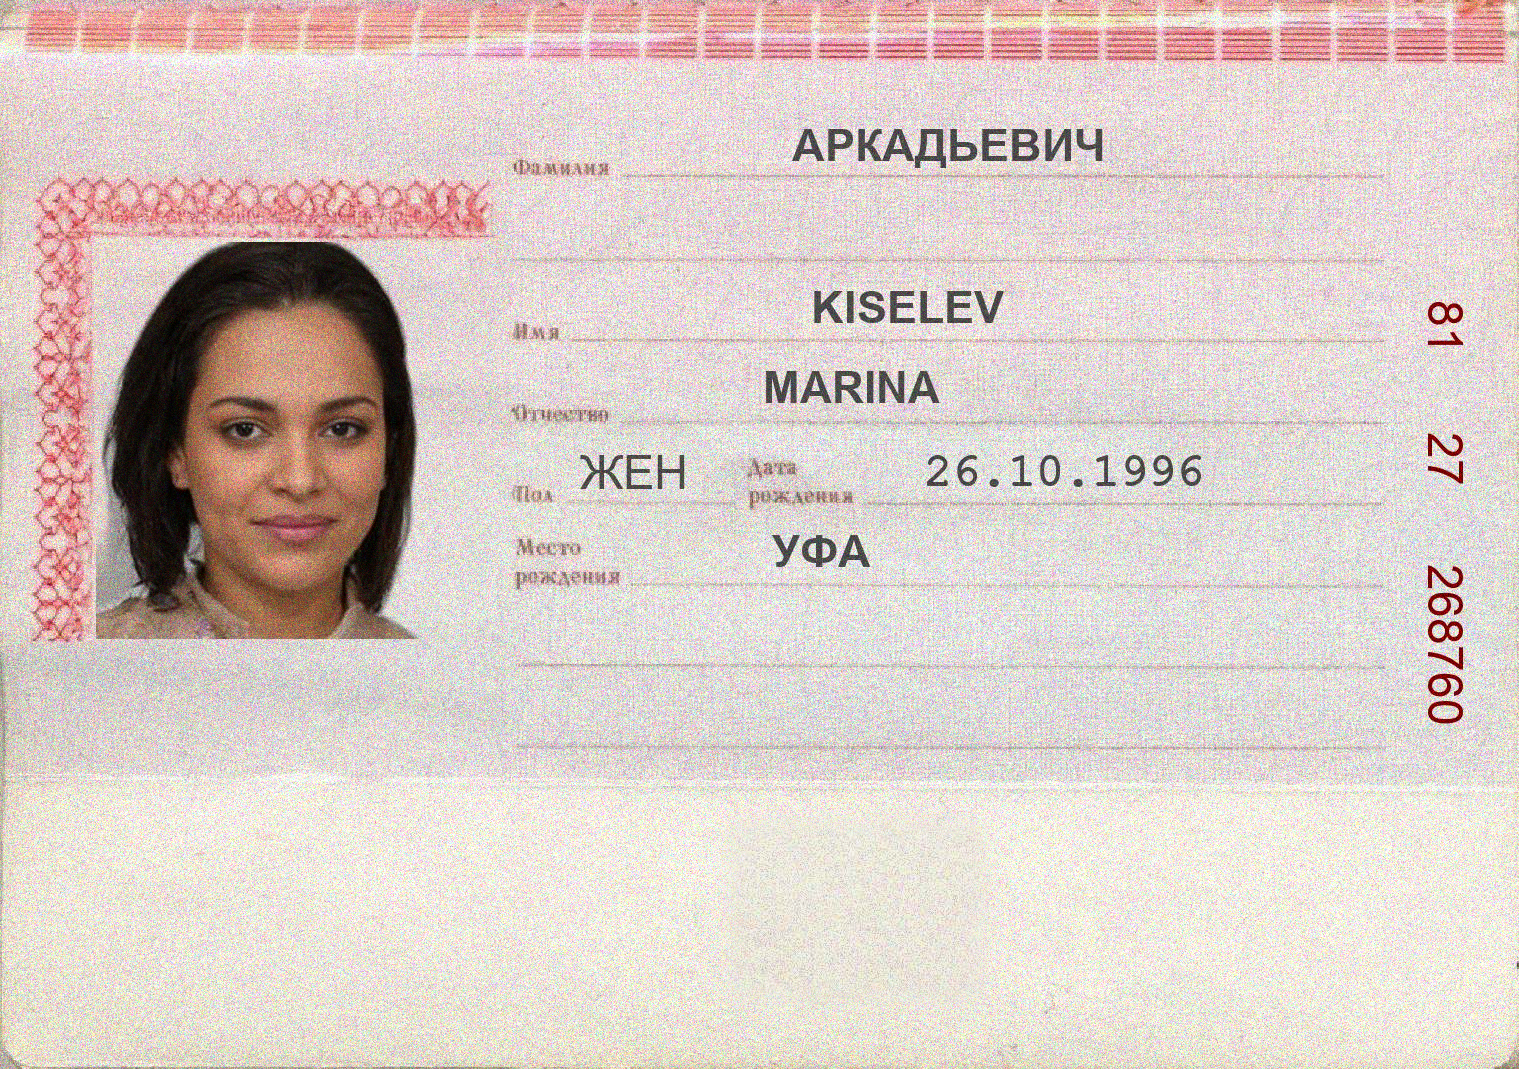 Фамилия АРКАДЬЕВИЧ
Имя KISELEV
Отчество MARINA
Пол ЖЕН Дата рождения 26.10.1996
Место рождения УФА
81 27 268760